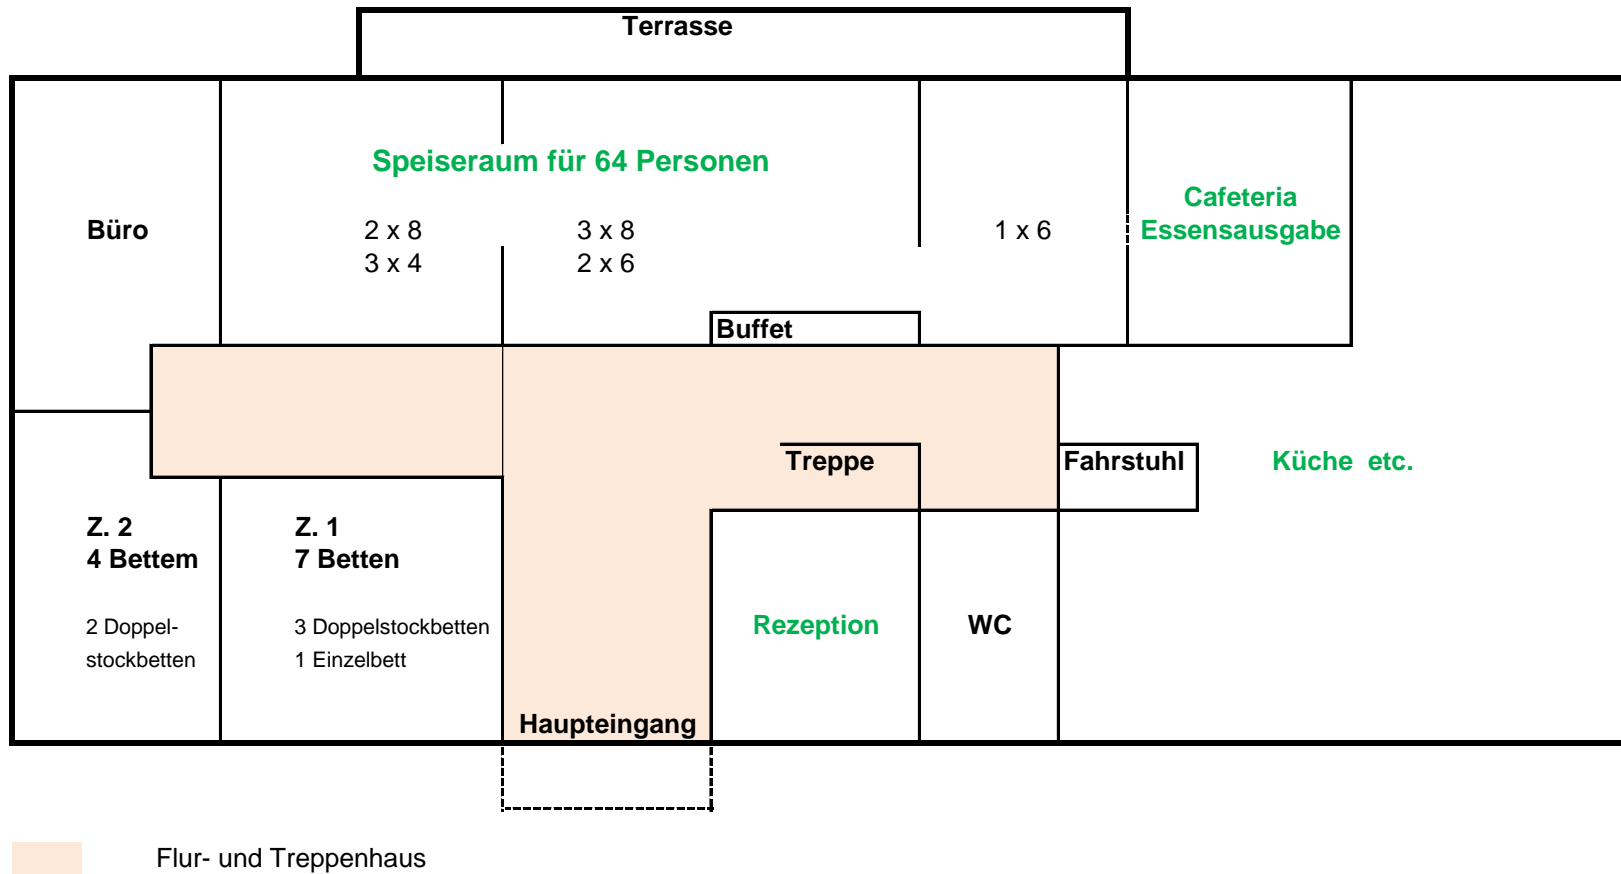 Terrasse
Speiseraum für 64 Personen
Cafeteria
Büro
2 x 8
3 x 8
1 x 6
Essensausgabe
3 x 4
2 x 6
Buffet
Treppe
Fahrstuhl
Küche etc.
Z. 2
4 Bettem
Z. 1
7 Betten
2 Doppel-
stockbetten
3 Doppelstockbetten
1 Einzelbett
Rezeption
WC
Haupteingang
Flur- und Treppenhaus